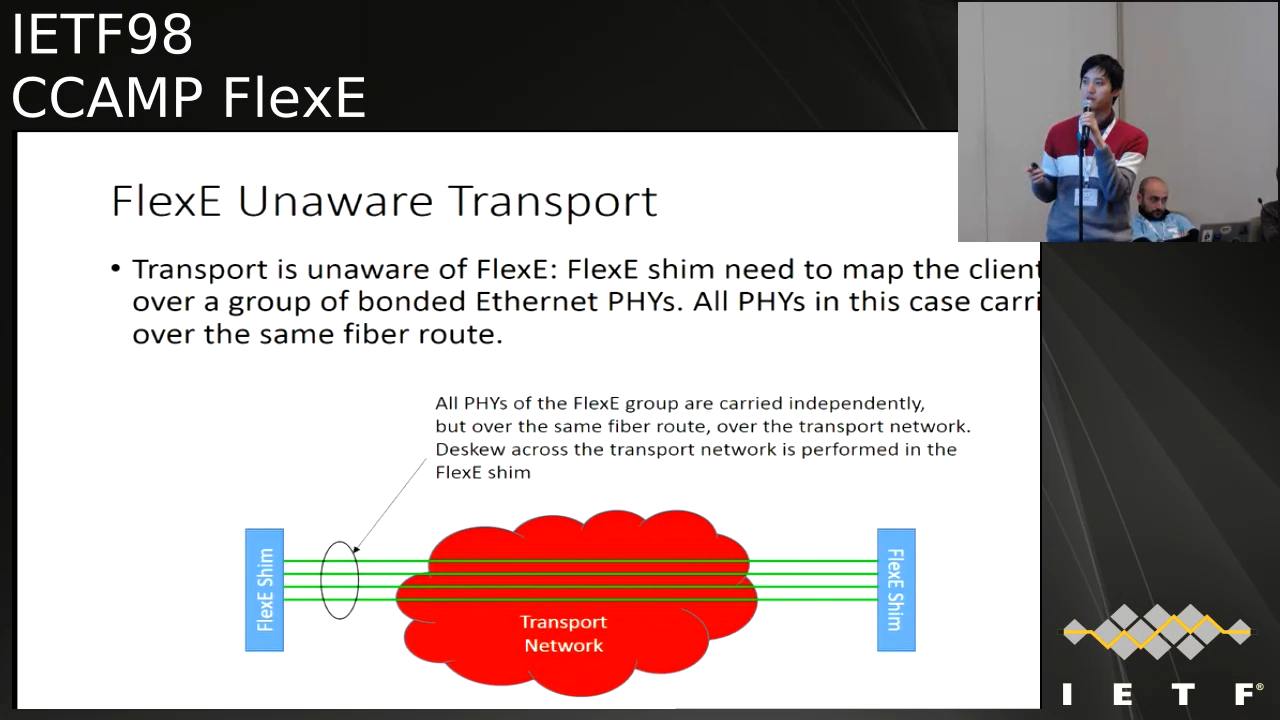 IETF98
CCAMP FlexE
FlexE Unaware Transport
• Transport is unaware of FlexE: FlexE shim need to map the client
over a group of bonded Ethernet PHYs. All PHYs in this case carri
over the same fiber route.
All PHYs of the FlexE group are carried independently,
but over the same fiber route, over the transport network.
Deskew across the transport network is performed in the
FlexE shim
FlexE Shim
Transport
Network
FlexE Shim
I E T F®